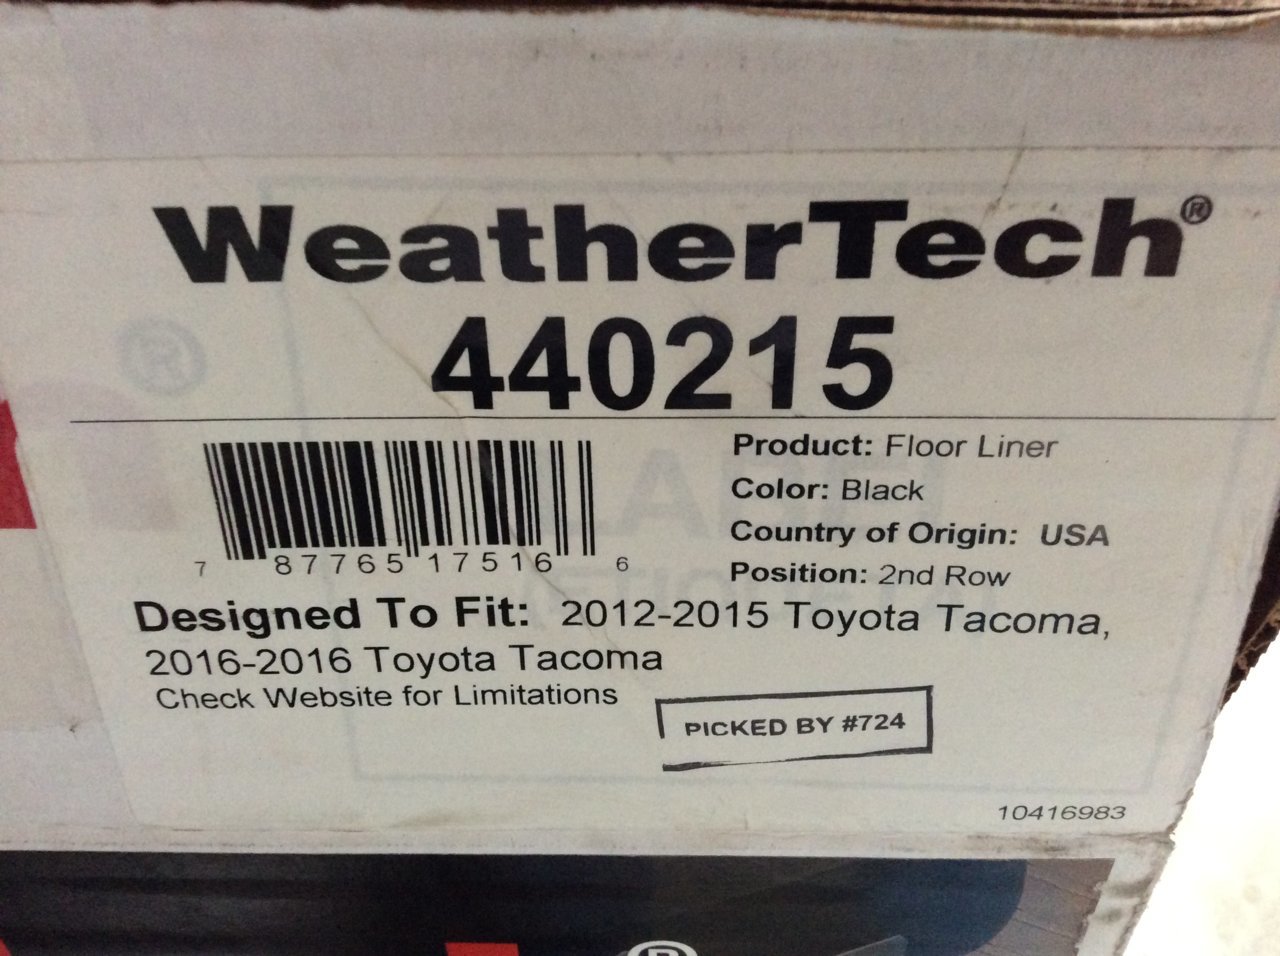 WeatherTech®
440215
7 87765 17516 6
Product: Floor Liner
Color: Black
Country of Origin: USA
Position: 2nd Row
Designed To Fit: 2012-2015 Toyota Tacoma,
2016-2016 Toyota Tacoma
Check Website for Limitations
PICKED BY #724
10416983
®
®